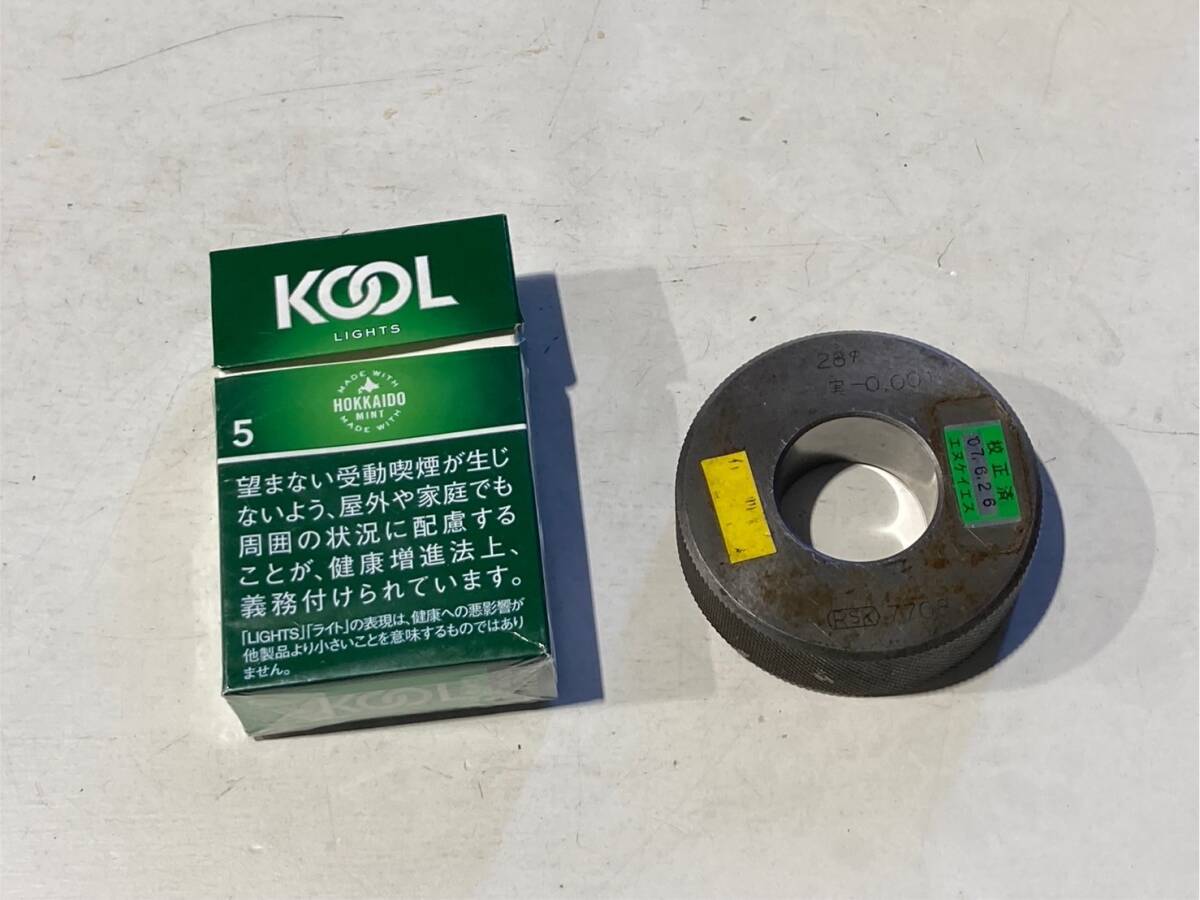 KOOL
LIGHTS
MADE WITH
HOKKAIDO
MINT
MADE WITH
5
望まない受動喫煙が生じ
ないよう、屋外や家庭でも
周囲の状況に配慮する
ことが、健康増進法上、
義務付けられています。
「LIGHTS」「ライト」の表現は、健康への悪影響が
他製品より小さいことを意味するものではあり
ません。
KOOL
28φ
実-0.001
校正済
07.6.26
エヌケイエス
RSK